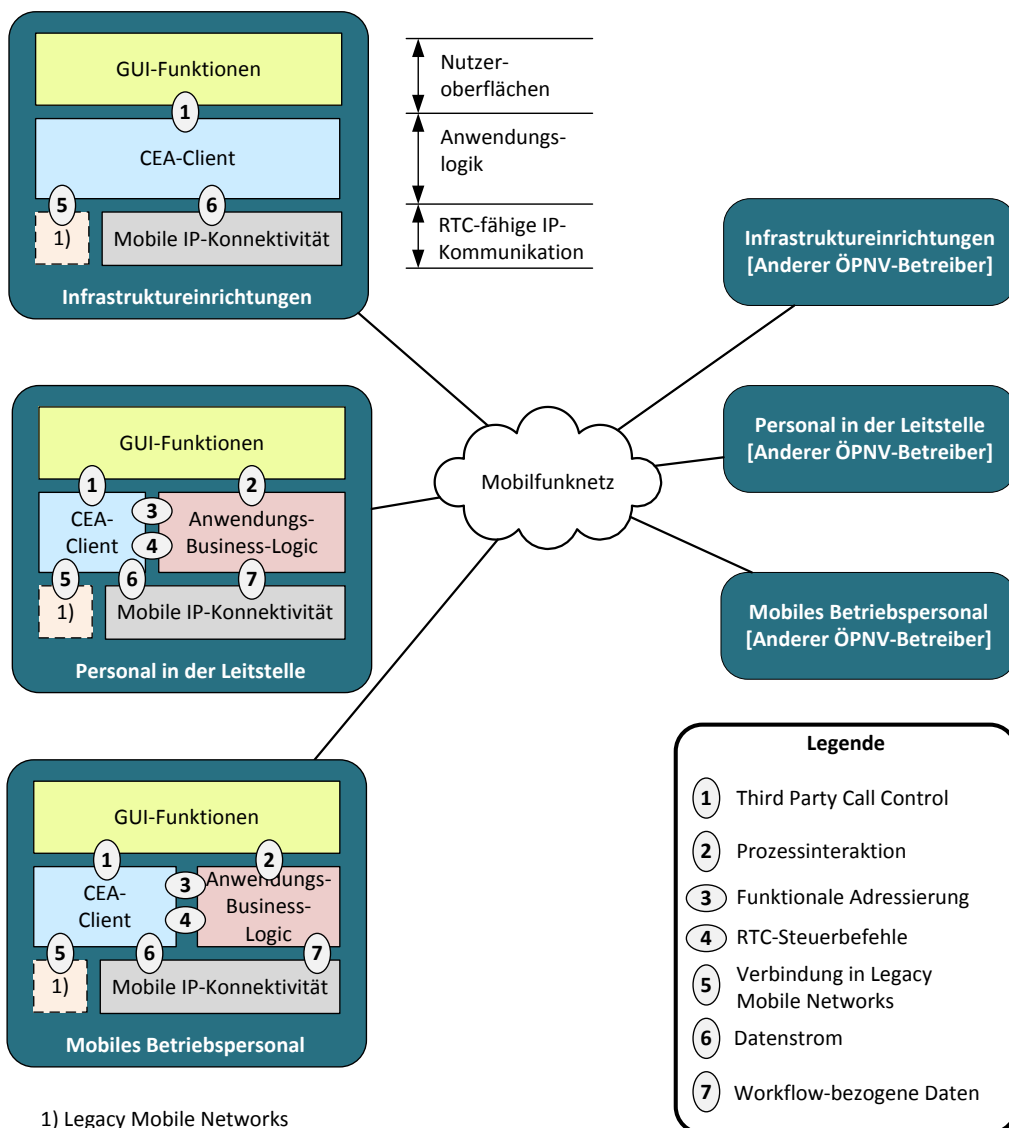 GUI-Funktionen
1
CEA-Client
5
6
1)
Mobile IP-Konnektivität
Infrastruktureinrichtungen
Nutzer-
oberflächen
Anwendungs-
logik
RTC-fähige IP-
Kommunikation
GUI-Funktionen
1
2
CEA-
Client
3
4
Anwendungs-
Business-Logic
5
6
7
1)
Mobile IP-Konnektivität
Personal in der Leitstelle
GUI-Funktionen
1
2
CEA-
Client
3
4
Anwendungs-
Business-
Logic
5
6
7
1)
Mobile IP-Konnektivität
Mobiles Betriebspersonal
1) Legacy Mobile Networks
Mobilfunknetz
Infrastruktureinrichtungen
[Anderer ÖPNV-Betreiber]
Personal in der Leitstelle
[Anderer ÖPNV-Betreiber]
Mobiles Betriebspersonal
[Anderer ÖPNV-Betreiber]
Legende
1 Third Party Call Control
2 Prozessinteraktion
3 Funktionale Adressierung
4 RTC-Steuerbefehle
5 Verbindung in Legacy
Mobile Networks
6 Datenstrom
7 Workflow-bezogene Daten